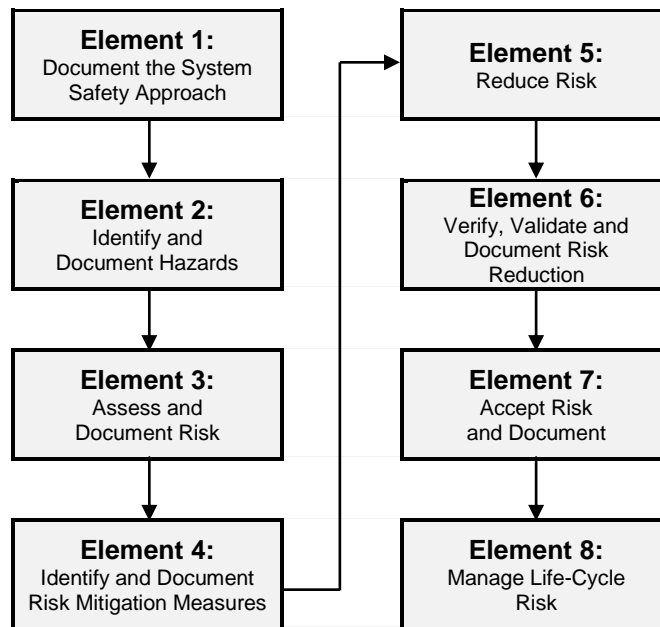 Element 1:
Document the System
Safety Approach
Element 2:
Identify and
Document Hazards
Element 3:
Assess and
Document Risk
Element 4:
Identify and Document
Risk Mitigation Measures
Element 5:
Reduce Risk
Element 6:
Verify, Validate and
Document Risk
Reduction
Element 7:
Accept Risk
and Document
Element 8:
Manage Life-Cycle
Risk